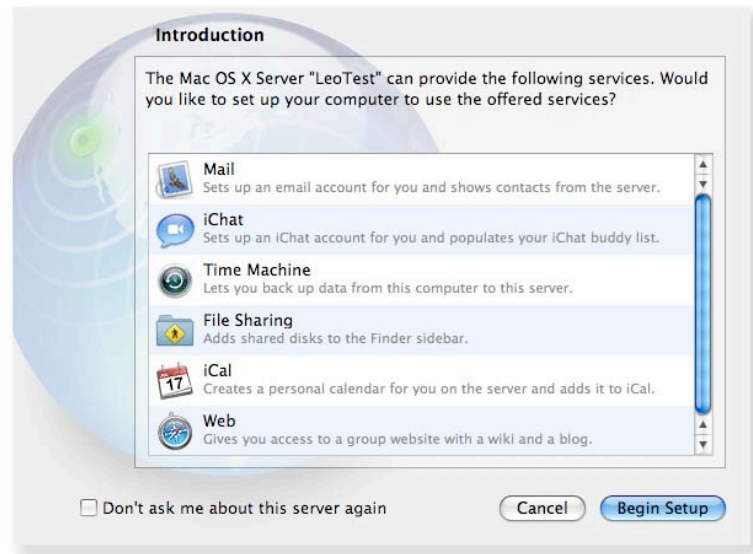 Introduction
The Mac OS X Server "LeoTest" can provide the following services. Would
you like to set up your computer to use the offered services?
Mail
Sets up an email account for you and shows contacts from the server.
iChat
Sets up an iChat account for you and populates your iChat buddy list.
Time Machine
Lets you back up data from this computer to this server.
File Sharing
Adds shared disks to the Finder sidebar.
iCal
17
Creates a personal calendar for you on the server and adds it to iCal.
Web
Gives you access to a group website with a wiki and a blog.
Don't ask me about this server again
Cancel
Begin Setup